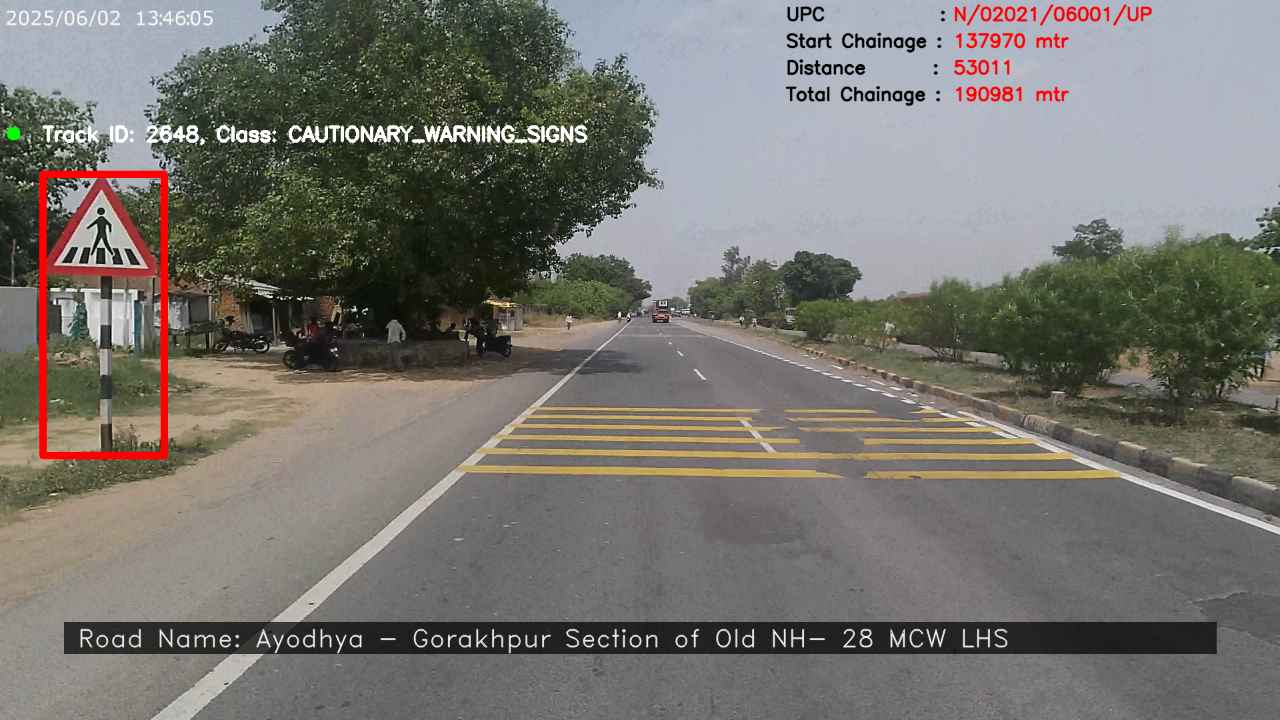 2025/06/02 13:46:05
UPC : N/02021/06001/UP
Start Chainage : 137970 mtr
Distance : 53011
Total Chainage : 190981 mtr
Track ID: 2648, Class: CAUTIONARY_WARNING_SIGNS
Road Name: Ayodhya - Gorakhpur Section of Old NH- 28 MCW LHS